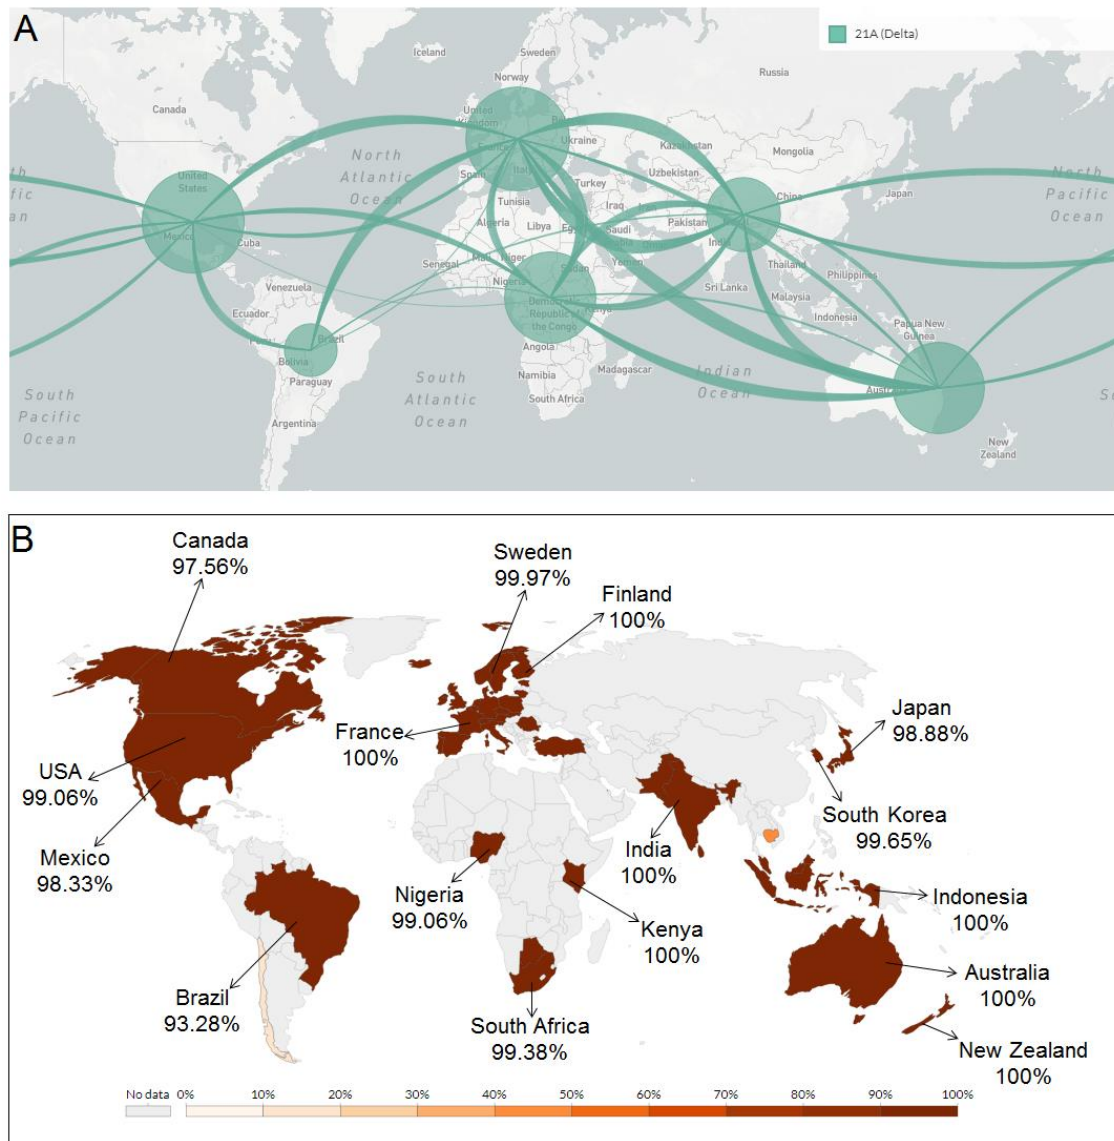 A
21A (Delta)
Iceland
Sweden
Norway
Russia
Canada
United
Kingdom
Ukraine
Kazakhstan
Mongolia
North
Atlantic
Ocean
France
Spain
Italy
Uzbekistan
Turkey
United
States
China
Japan
North
Pacific
Ocean
Tunisia
Iraq
Iran
Algeria
Libya
Pakistan
Saudi
Mexico
Cuba
India
Mali
Niger
Senegal
Sudan
Yemen
Thailand
Philippines
Nigeria
Venezuela
Sri Lanka
Malaysia
Ecuador
Democratic
Republic of
the Congo
Indonesia
Papua New
Guinea
Peru
Brazil
Bolivia
Angola
Indian
Ocean
Madagascar
Paraguay
Namibia
South
Atlantic
Ocean
South
Pacific
Ocean
South Africa
Argentina
New
Zealand
B
Canada
97.56%
Sweden
99.97%
Finland
100%
France
100%
Japan
98.88%
USA
99.06%
South Korea
99.65%
Mexico
98.33%
India
100%
Nigeria
99.06%
Kenya
100%
Indonesia
100%
Brazil
93.28%
South Africa
99.38%
Australia
100%
New Zealand
100%
No data 0% 10% 20% 30% 40% 50% 60% 70% 80% 90% 100%